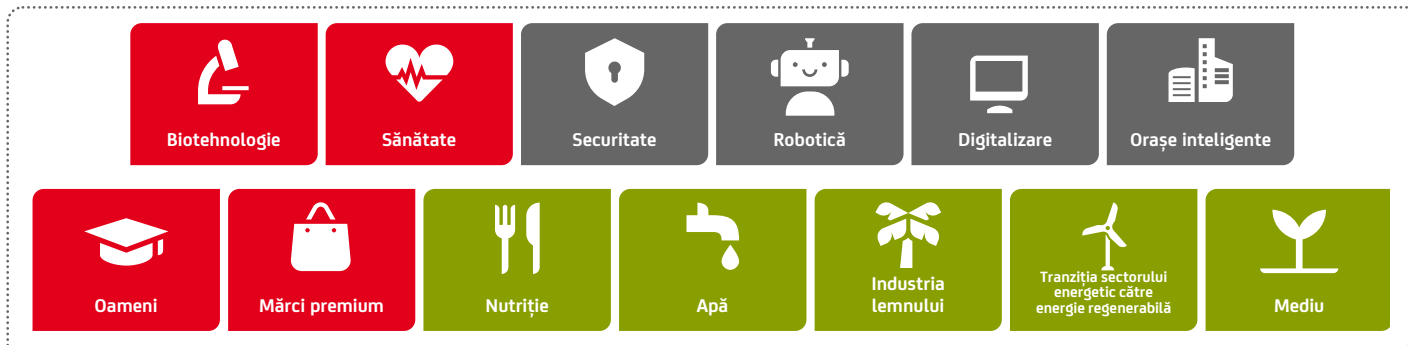 Biotehnologie
Sănătate
Securitate
Robotică
Digitalizare
Orașe inteligente
Oameni
Mărci premium
Nutriție
Apă
Industria
lemnului
Tranziția sectorului
energetic către
energie regenerabilă
Mediu